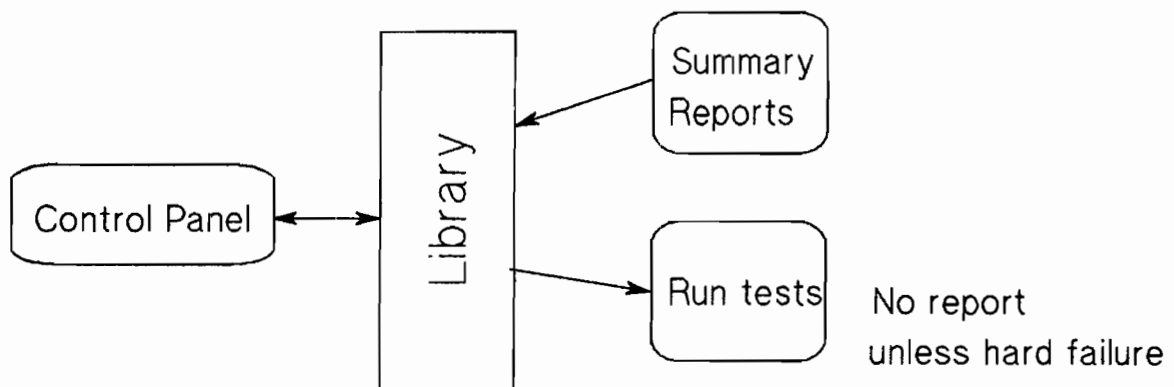 Summary
Reports
Control Panel
Library
Run tests
No report
unless hard failure